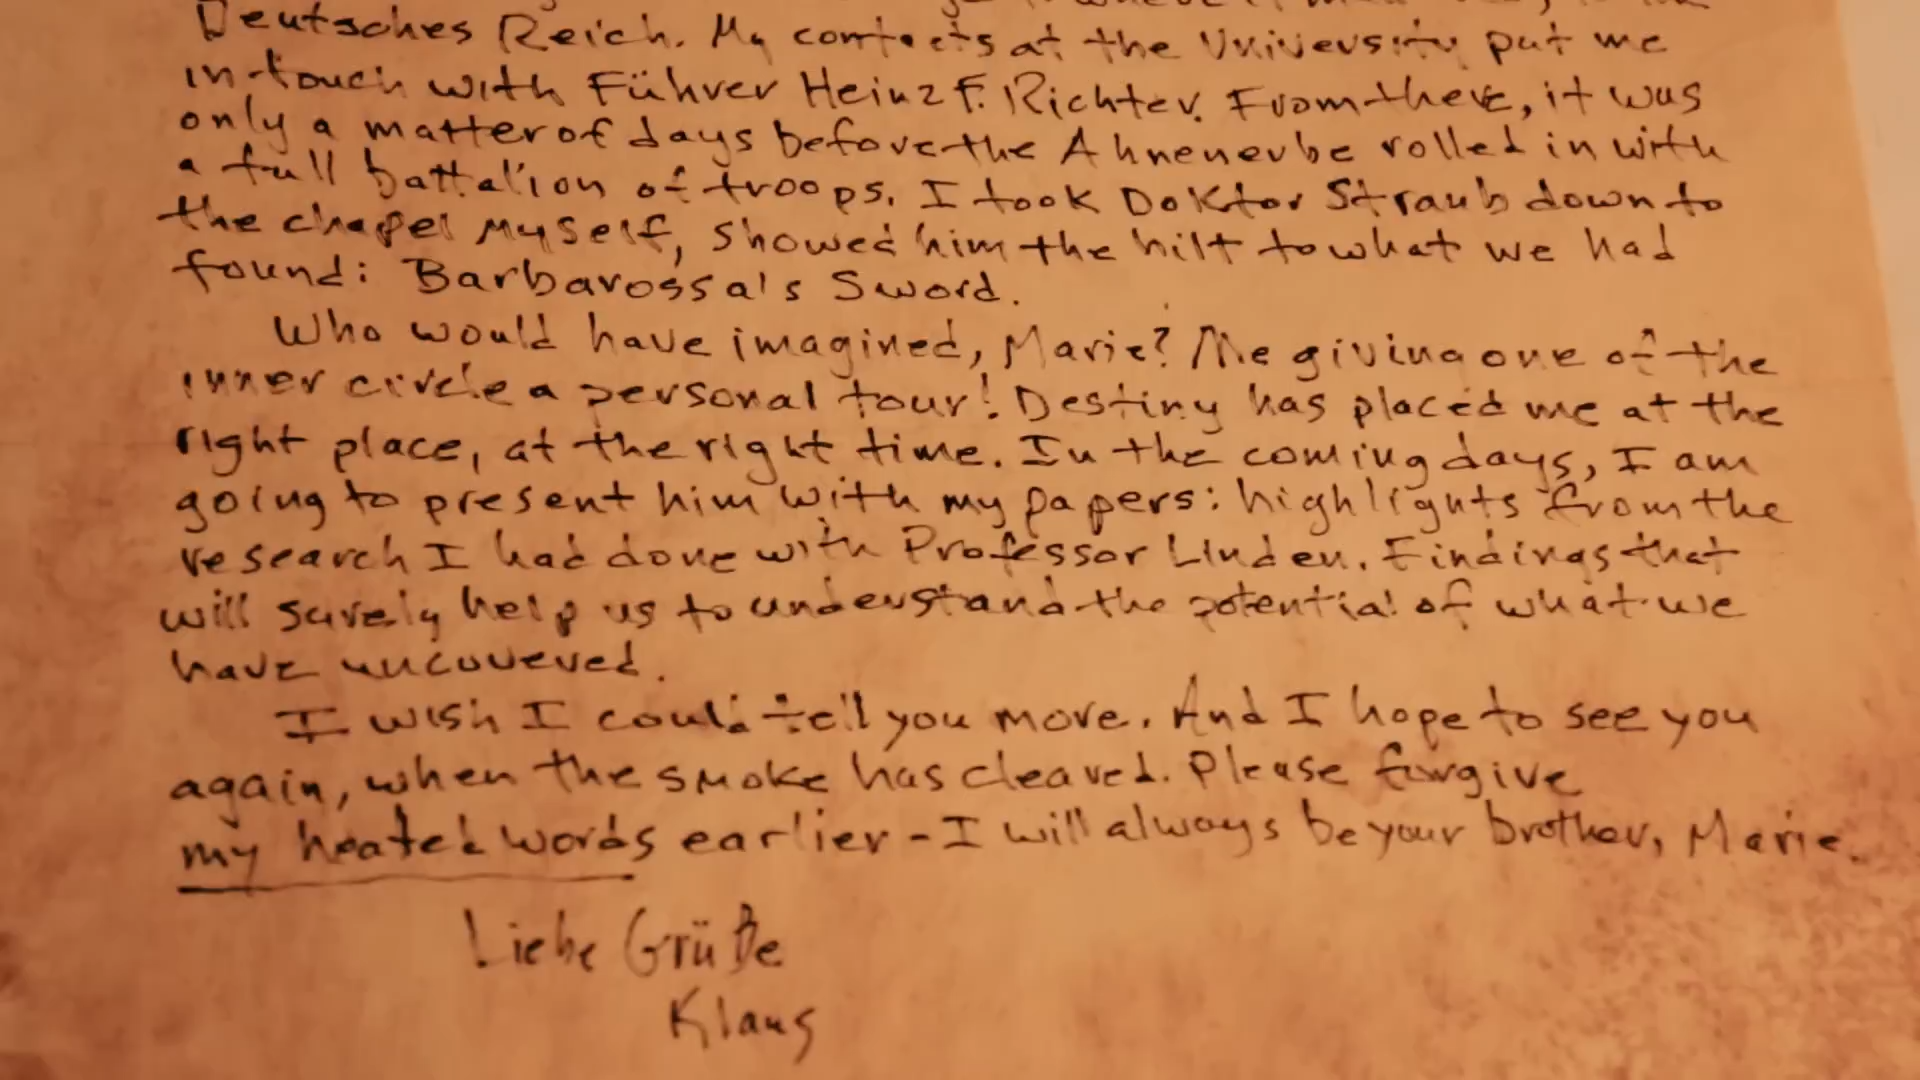 Deutsches Reich. My contacts at the University put me
in touch with Führer Heinz F. Richter. From there, it was
only a matter of days before the Ahnenerbe rolled in with
a full battalion of troops. I took Doktor Straub down to
the chapel myself, showed him the hilt to what we had
found: Barbarossa's Sword.
Who would have imagined, Marie? Me giving one of the
inner circle a personal tour! Destiny has placed me at the
right place, at the right time. In the coming days, I am
going to present him with my papers: highlights from the
research I had done with Professor Linden. Findings that
will surely help us to understand the potential of what we
have uncovered.
I wish I could tell you more. And I hope to see you
again, when the smoke has cleared. Please forgive
my heated words earlier - I will always be your brother, Marie.
Liebe Grüße
Klaus